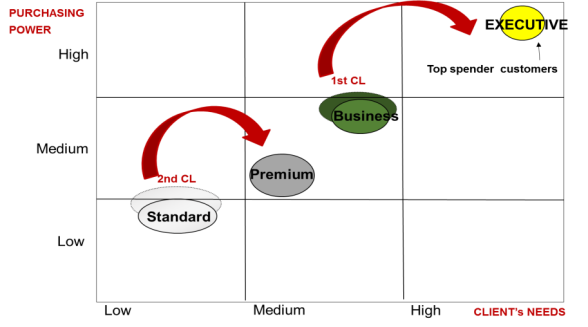 PURCHASING
POWER
EXECUTIVE
High
Top spender customers
1st CL
Business
Medium
Premium
2nd CL
Standard
Low
Low
Medium
High
CLIENT's NEEDS